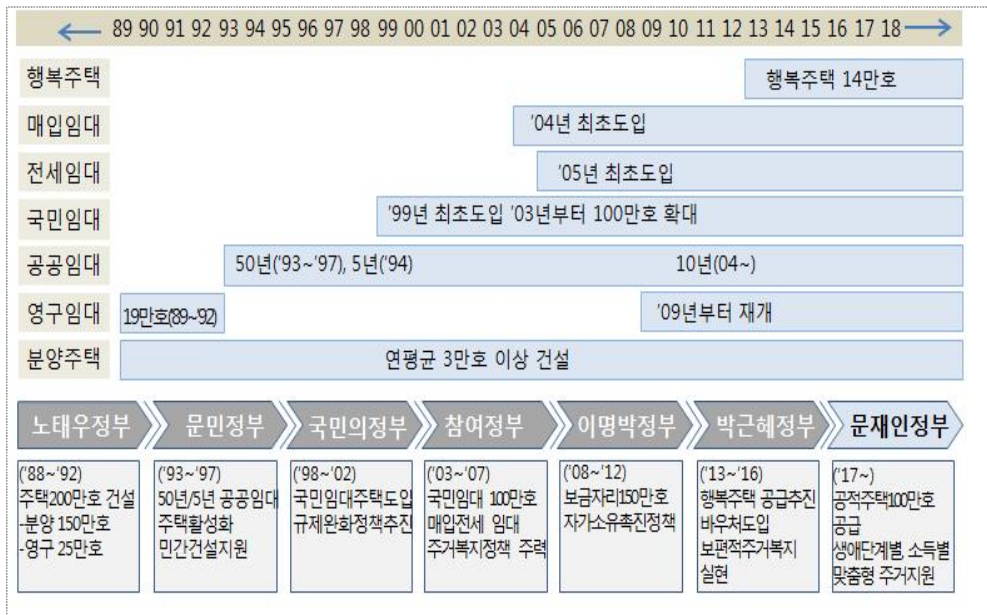 89 90 91 92 93 94 95 96 97 98 99 00 01 02 03 04 05 06 07 08 09 10 11 12 13 14 15 16 17 18
행복주택
행복주택 14만호
매입임대
'04년 최초도입
전세임대
'05년 최초도입
국민임대
'99년 최초도입 '03년부터 100만호 확대
공공임대
50년('93~'97), 5년('94)
10년(04~)
영구임대
19만호(89~'92)
'09년부터 재개
분양주택
연평균 3만호 이상 건설
노태우정부
문민정부
국민의정부
참여정부
이명박정부
박근혜정부
문재인정부
('88~'92)
주택200만호 건설
-분양 150만호
-영구 25만호
('93~'97)
50년/5년 공공임대
주택활성화
민간건설지원
('98~'02)
국민임대주택도입
규제완화정책추진
('03~'07)
국민임대 100만호
매입전세 임대
주거복지정책 주력
('08~'12)
보금자리150만호
자가소유촉진정책
('13~'16)
행복주택 공급추진
바우처도입
보편적주거복지
실현
('17~)
공적주택100만호
공급
생애단계별, 소득별
맞춤형 주거지원